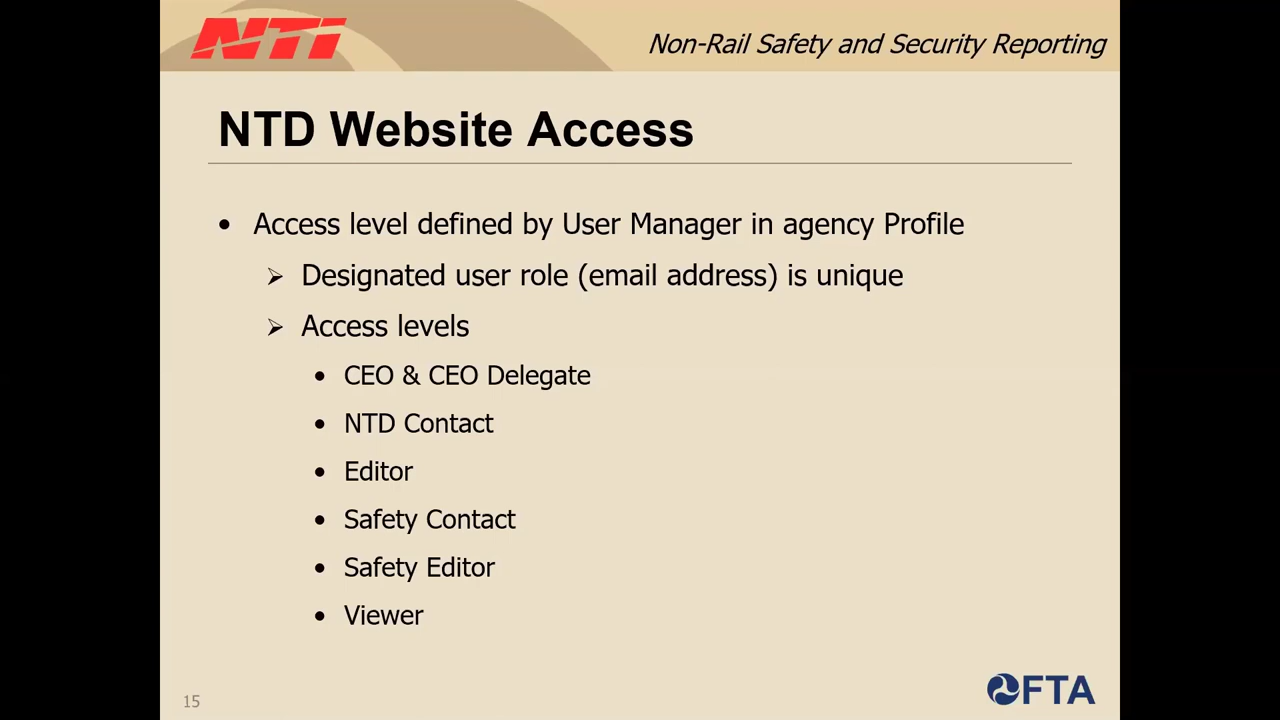 NTI
Non-Rail Safety and Security Reporting
NTD Website Access
• Access level defined by User Manager in agency Profile
➢ Designated user role (email address) is unique
➢ Access levels
• CEO & CEO Delegate
• NTD Contact
• Editor
• Safety Contact
• Safety Editor
• Viewer
15
FTA